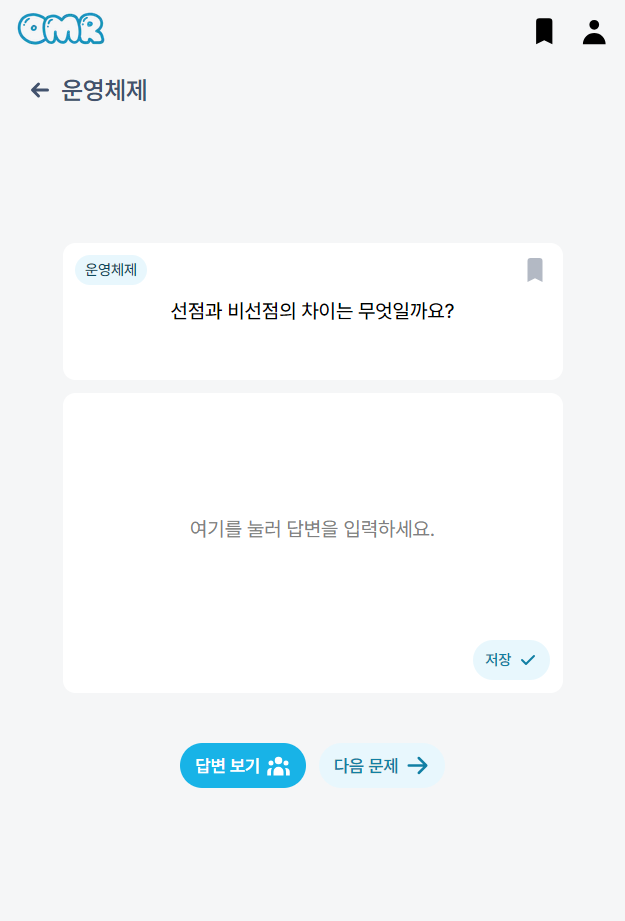 OMR
운영체제
운영체제
선점과 비선점의 차이는 무엇일까요?
여기를 눌러 답변을 입력하세요.
저장
답변 보기
다음 문제